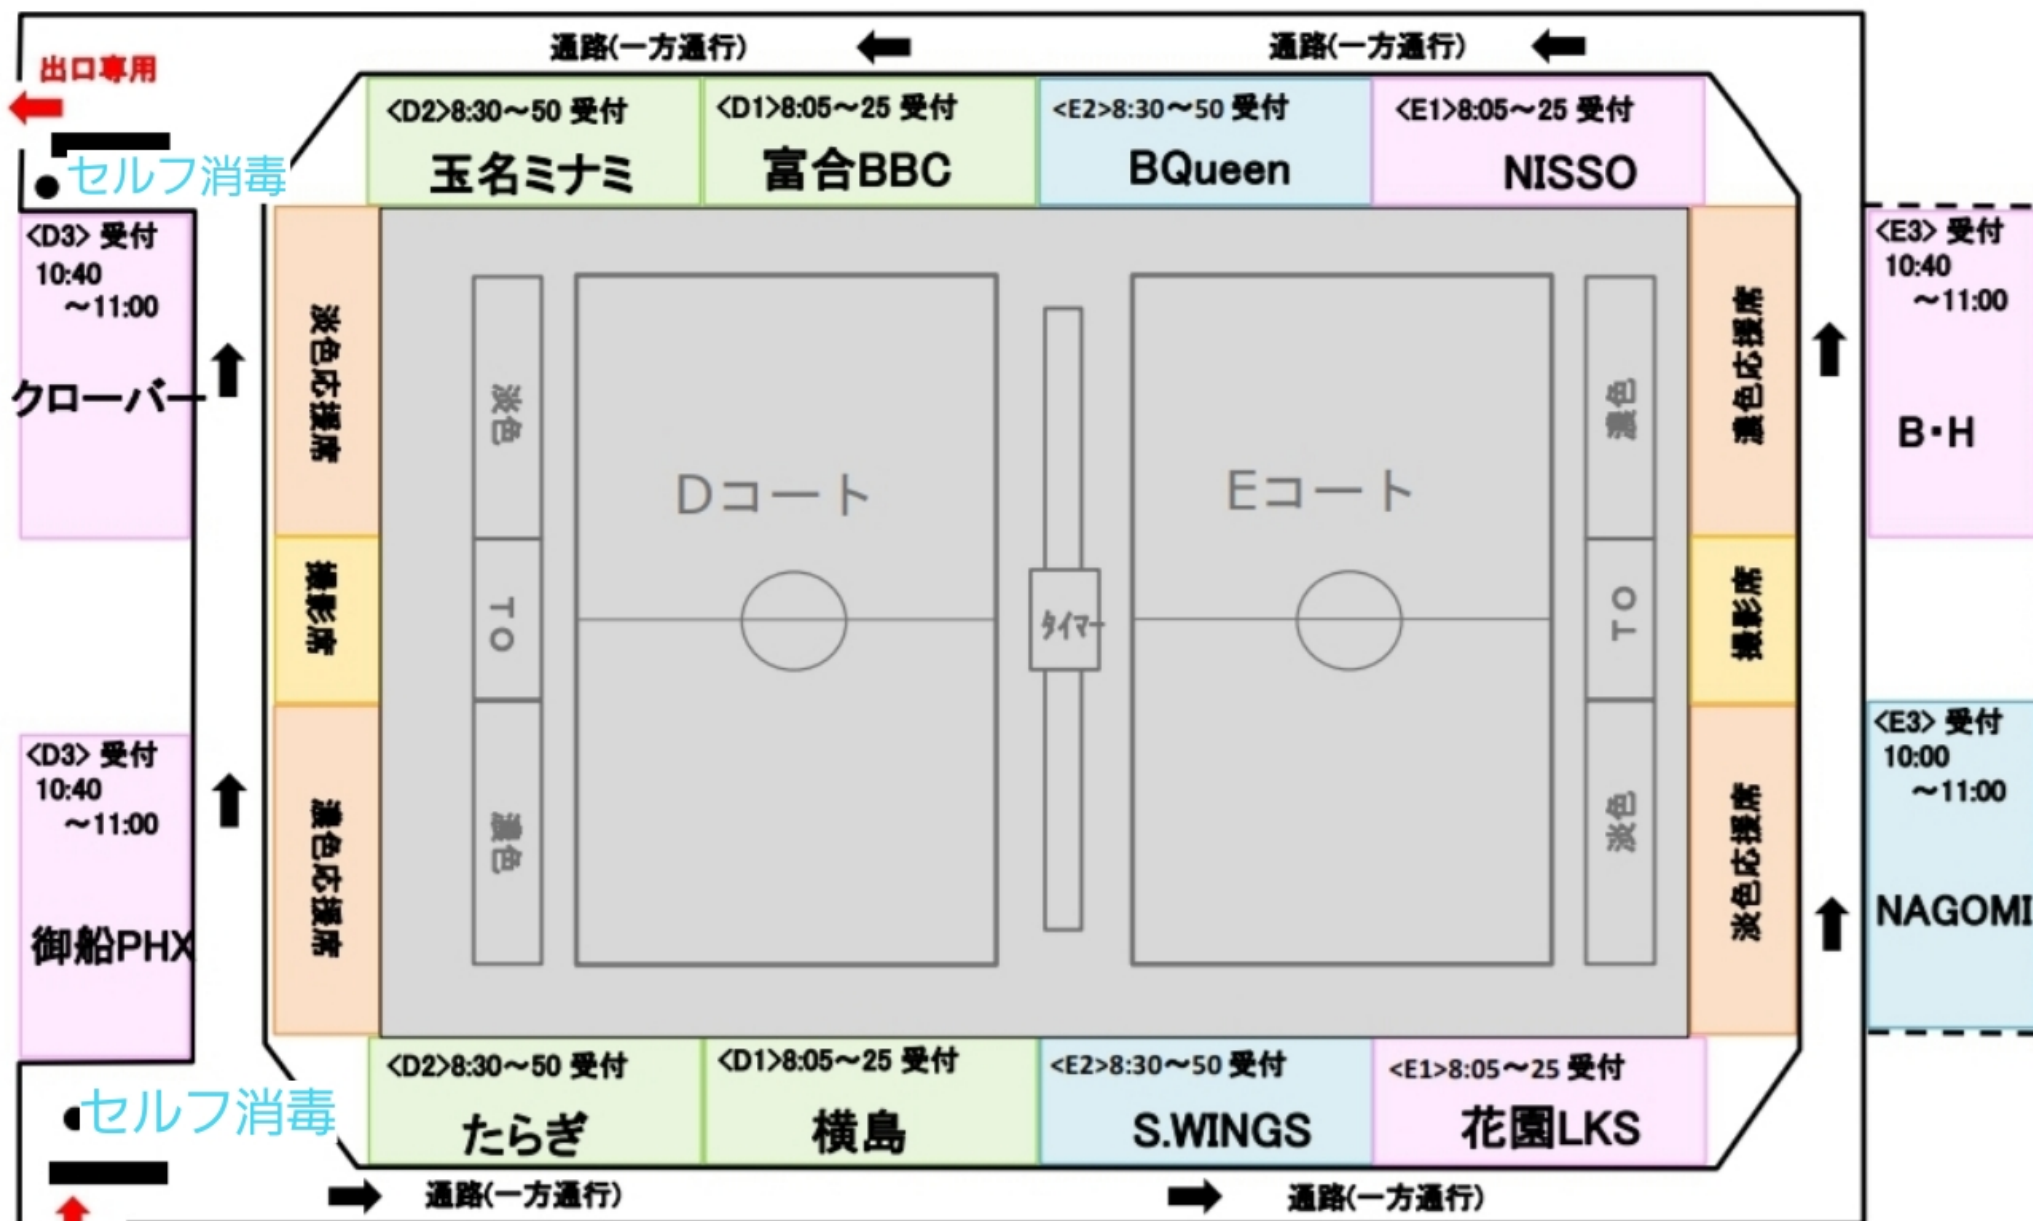 通路(一方通行)
通路(一方通行)
出口専用
<D2>8:30～50 受付
玉名ミナミ
<D1>8:05～25 受付
富合BBC
<E2>8:30～50 受付
BQueen
<E1>8:05～25 受付
NISSO
セルフ消毒
<D3> 受付
10:40
～11:00
クローバー
淡色応援席
撮影席
濃色応援席
淡色
TO
濃色
Dコート
タイマー
Eコート
濃色
TO
淡色
濃色応援席
撮影席
淡色応援席
<E3> 受付
10:40
～11:00
B・H
<D3> 受付
10:40
～11:00
御船PHX
<E3> 受付
10:00
～11:00
NAGOMI
セルフ消毒
<D2>8:30～50 受付
たらぎ
<D1>8:05～25 受付
横島
<E2>8:30～50 受付
S.WINGS
<E1>8:05～25 受付
花園LKS
通路(一方通行)
通路(一方通行)